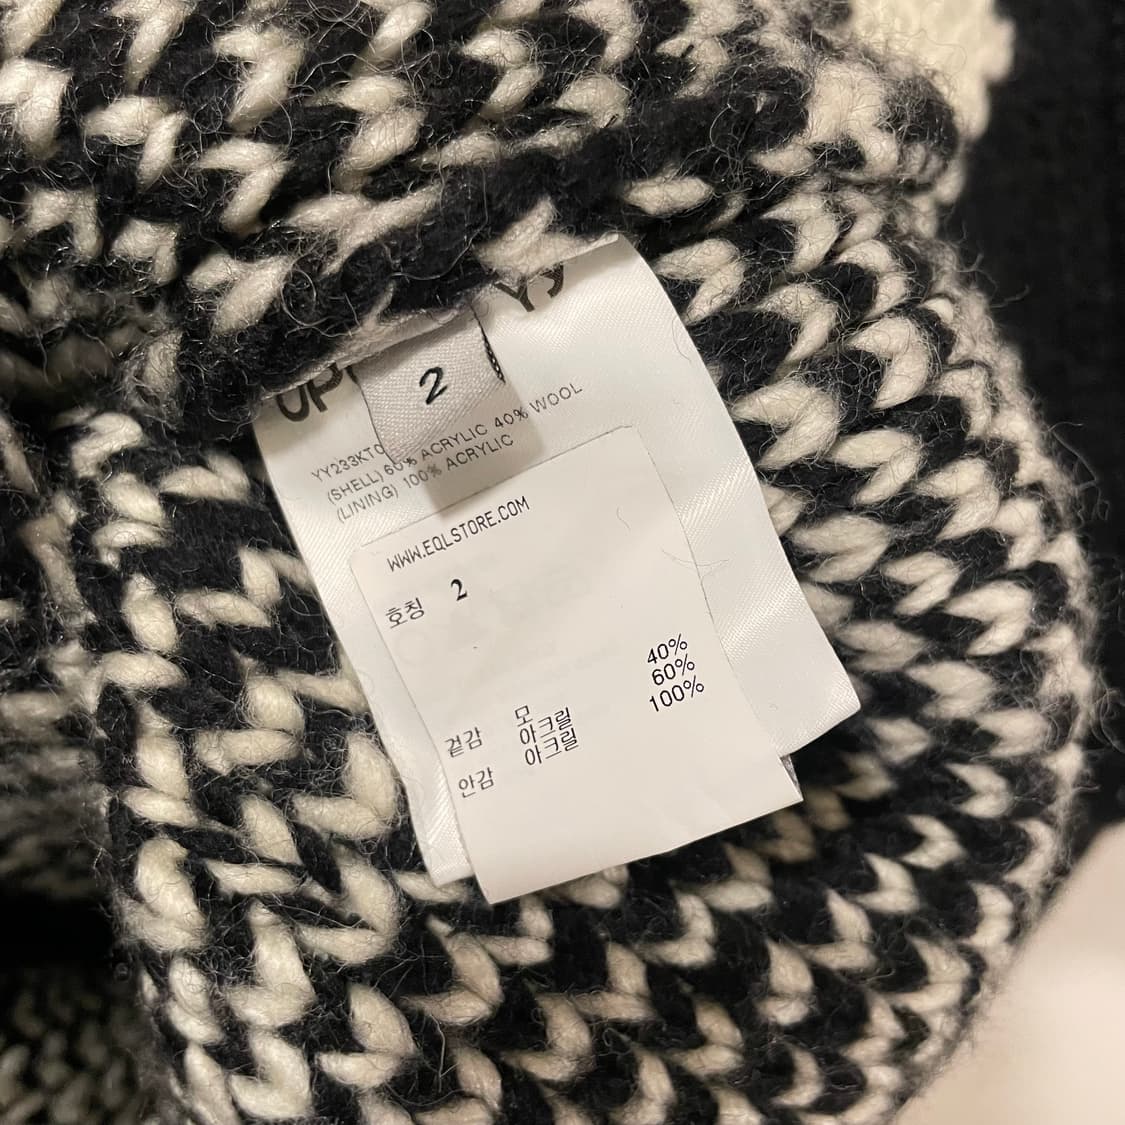 2
(SHELL) 60% ACRYLIC 40% WOOL
(LINING) 100% ACRYLIC
WWW.EQLSTORE.COM
호칭 2
겉감 모 40%
아크릴 60%
안감 아크릴 100%